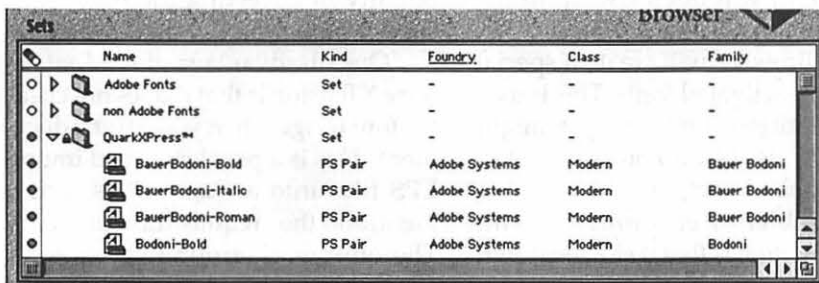 Browser
Sets
Name Kind Foundry Class Family
Adobe Fonts Set - - -
non Adobe Fonts Set - - -
QuarkXPress™ Set - - -
BauerBodoni-Bold PS Pair Adobe Systems Modern Bauer Bodoni
BauerBodoni-Italic PS Pair Adobe Systems Modern Bauer Bodoni
BauerBodoni-Roman PS Pair Adobe Systems Modern Bauer Bodoni
Bodoni-Bold PS Pair Adobe Systems Modern Bodoni